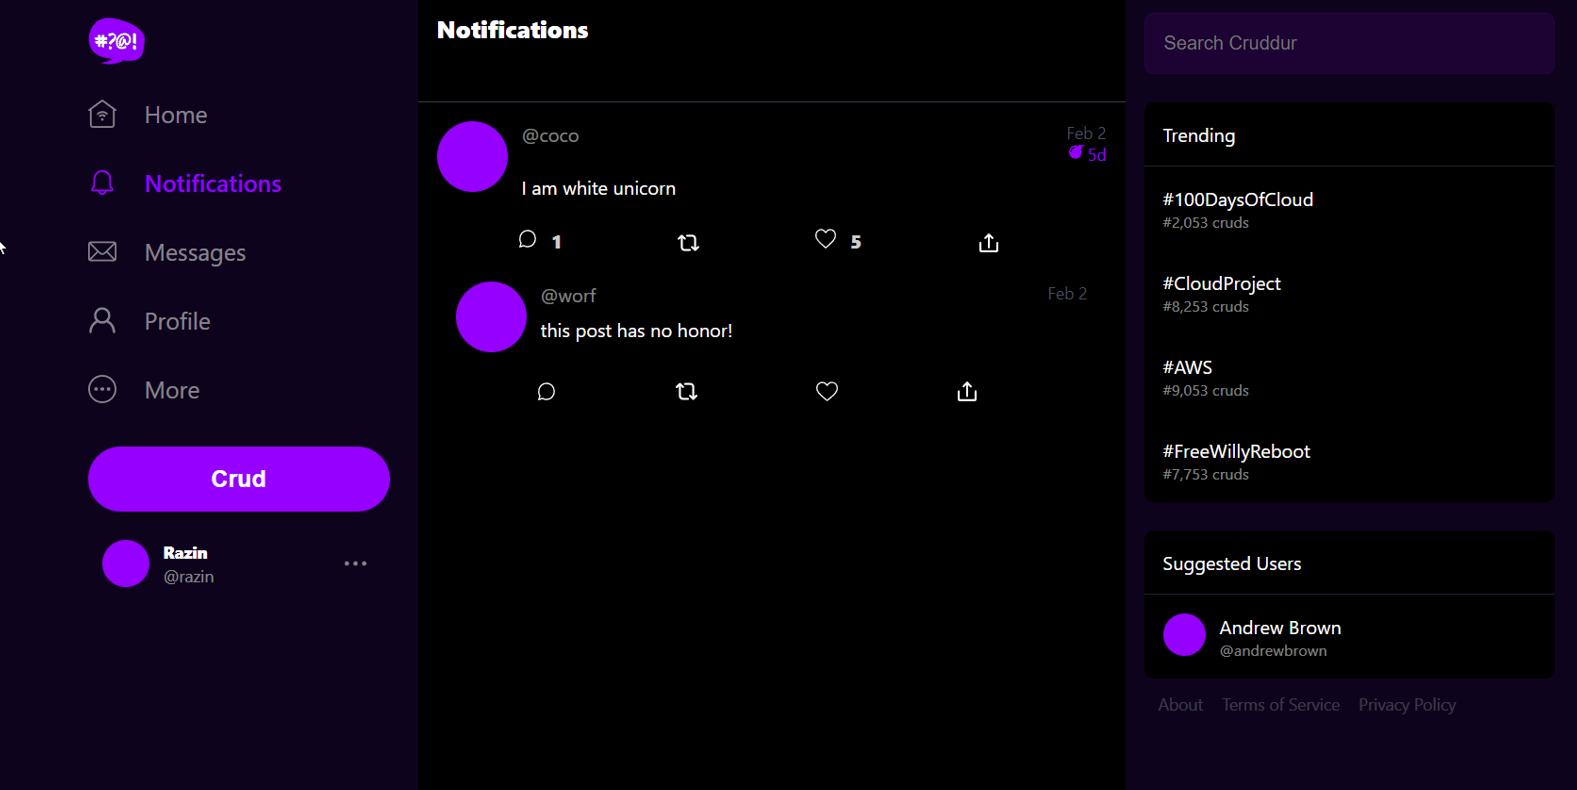 #?@!
Home
Notifications
Messages
Profile
More
Crud
Razin
@razin
Notifications
@coco
Feb 2
5d
I am white unicorn
1
5
@worf
Feb 2
this post has no honor!
Search Cruddur
Trending
#100DaysOfCloud
#2,053 cruds
#CloudProject
#8,253 cruds
#AWS
#9,053 cruds
#FreeWillyReboot
#7,753 cruds
Suggested Users
Andrew Brown
@andrewbrown
About Terms of Service Privacy Policy